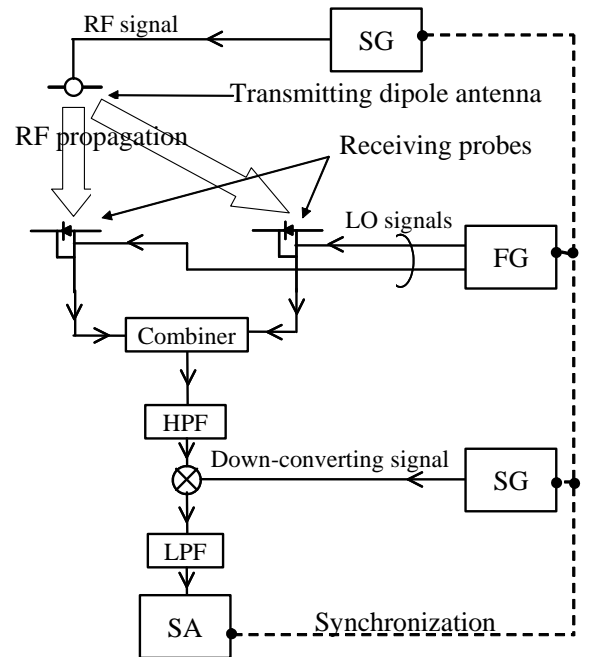 RF signal
SG
Transmitting dipole antenna
RF propagation
Receiving probes
LO signals
FG
Combiner
HPF
Down-converting signal
SG
LPF
SA
Synchronization